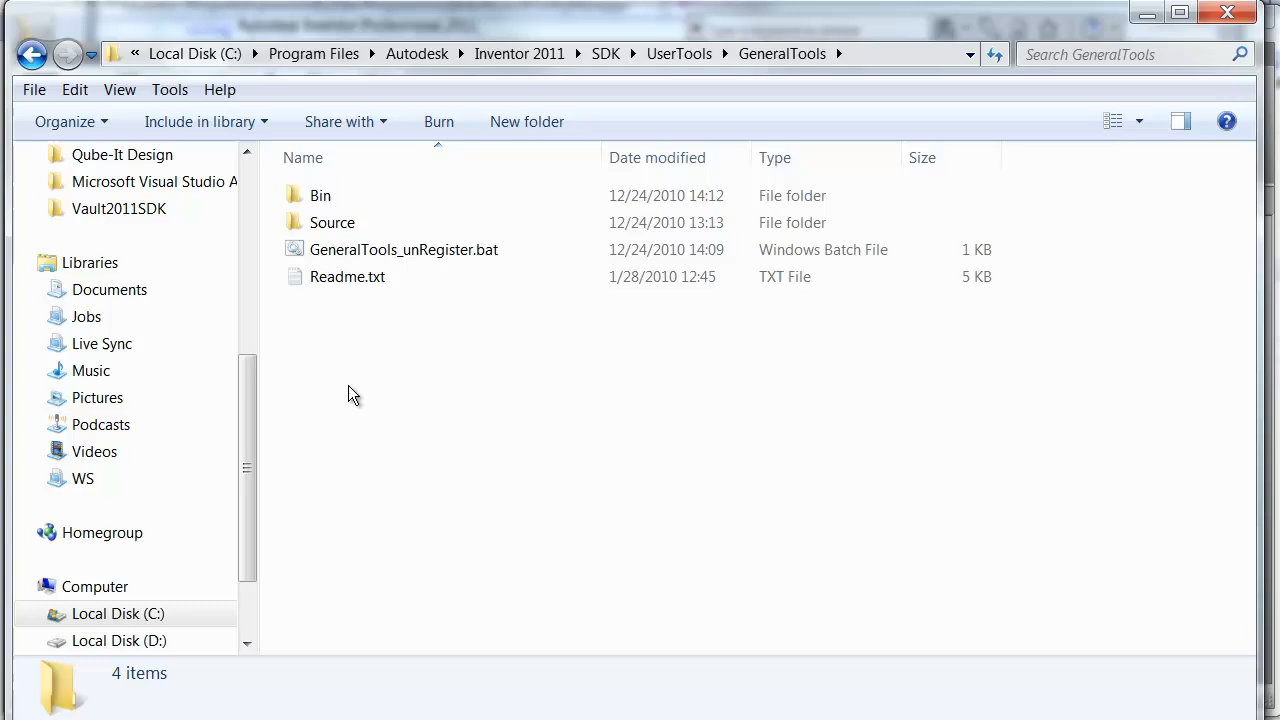 « Local Disk (C:) Program Files Autodesk Inventor 2011 SDK UserTools GeneralTools Search GeneralTools
File Edit View Tools Help
Organize Include in library Share with Burn New folder
Name Date modified Type Size
Qube-It Design
Microsoft Visual Studio A
Vault2011SDK
Libraries
Documents
Jobs
Live Sync
Music
Pictures
Podcasts
Videos
WS
Homegroup
Computer
Local Disk (C:)
Local Disk (D:)
Bin 12/24/2010 14:12 File folder
Source 12/24/2010 13:13 File folder
GeneralTools_unRegister.bat 12/24/2010 14:09 Windows Batch File 1 KB
Readme.txt 1/28/2010 12:45 TXT File 5 KB
4 items